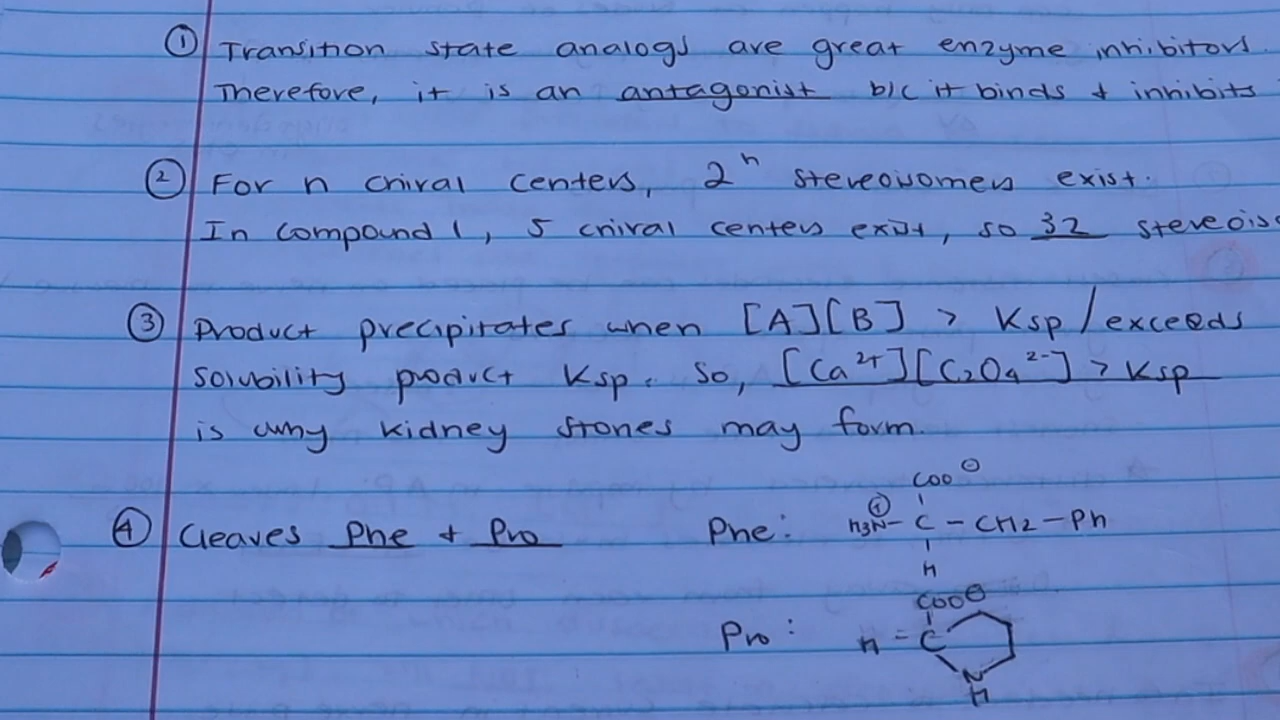 ① Transition state analogs are great enzyme inhibitors.
Therefore, it is an antagonist b/c it binds & inhibits
② For n chiral centers, 2ⁿ stereoisomers exist.
In compound 1, 5 chiral centers exist, so 32 stereois
③ Product precipitates when [A][B] > Ksp/exceeds
solubility product Ksp. So, [Ca²⁺][C₂O₄²⁻] > Ksp
is why kidney stones may form.
④ Cleaves Phe & Pro
Phe:
COO⊖
H₃N⊕ – C – CH₂ – Ph
H
Pro:
COO⊖
H = C
N
H